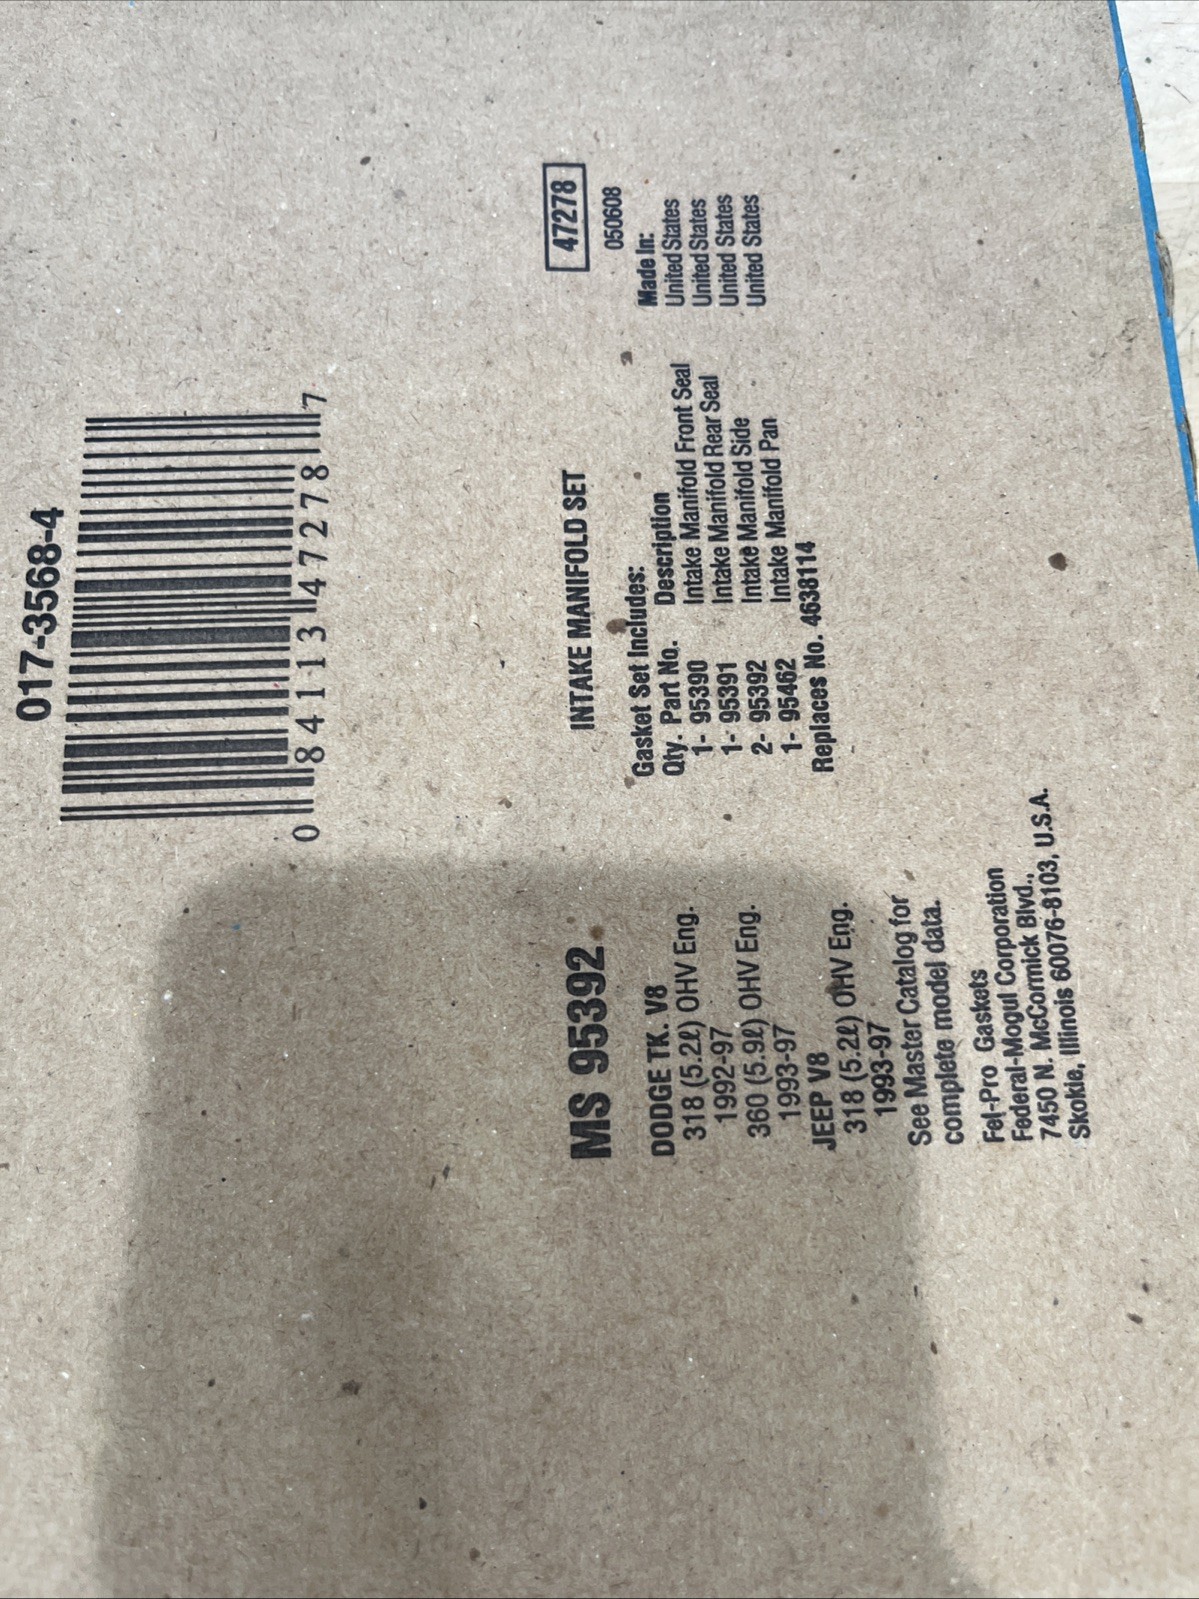 017-3568-4
0 84113 47278 7
47278
050608
MS 95392
DODGE TK. V8
318 (5.2ℓ) OHV Eng.
1992-97
360 (5.9ℓ) OHV Eng.
1993-97
JEEP V8
318 (5.2ℓ) OHV Eng.
1993-97
See Master Catalog for
complete model data.
Fel-Pro Gaskets
Federal-Mogul Corporation
7450 N. McCormick Blvd.,
Skokie, Illinois 60076-8103, U.S.A.
INTAKE MANIFOLD SET
Gasket Set Includes:
Qty. Part No. Description Made In:
1- 95390 Intake Manifold Front Seal United States
1- 95391 Intake Manifold Rear Seal United States
2- 95392 Intake Manifold Side United States
1- 95462 Intake Manifold Pan United States
Replaces No. 4638114